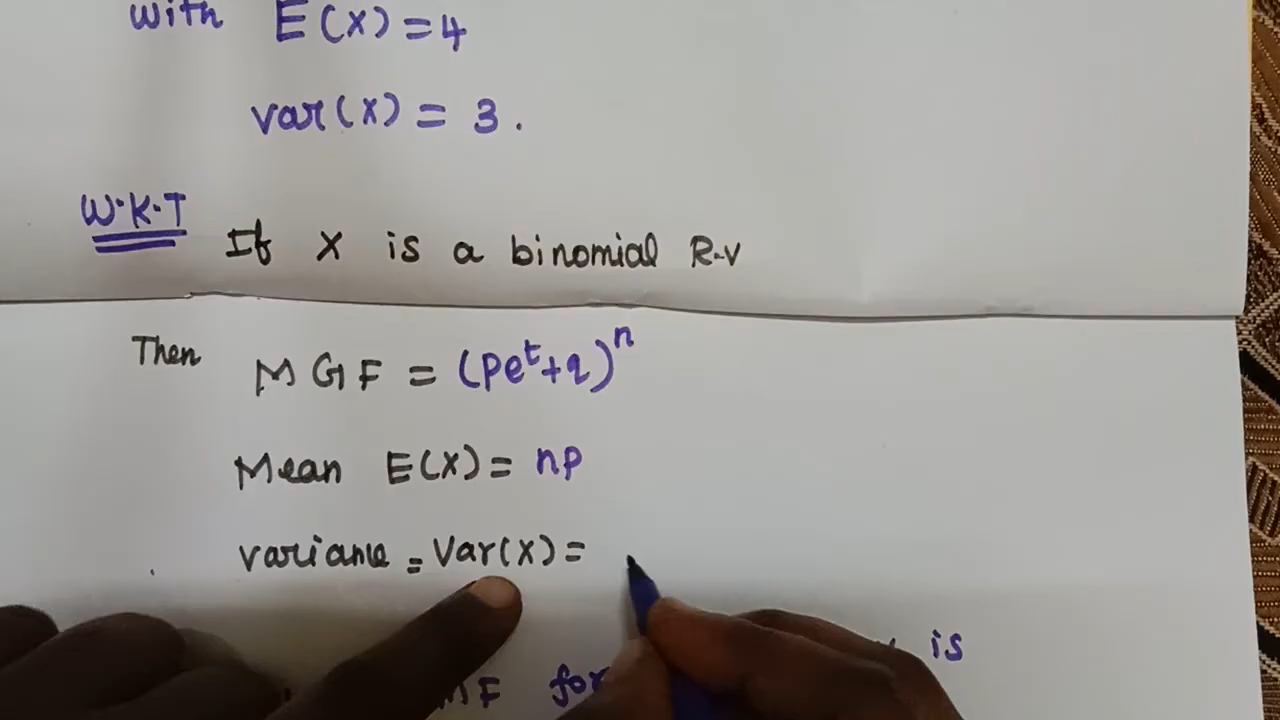 with E(X) = 4
var(X) = 3.
W.K.T If X is a binomial R.V
Then MGF = (pe^t+q)^n
Mean E(X) = np
variance = Var(X) =
is
for